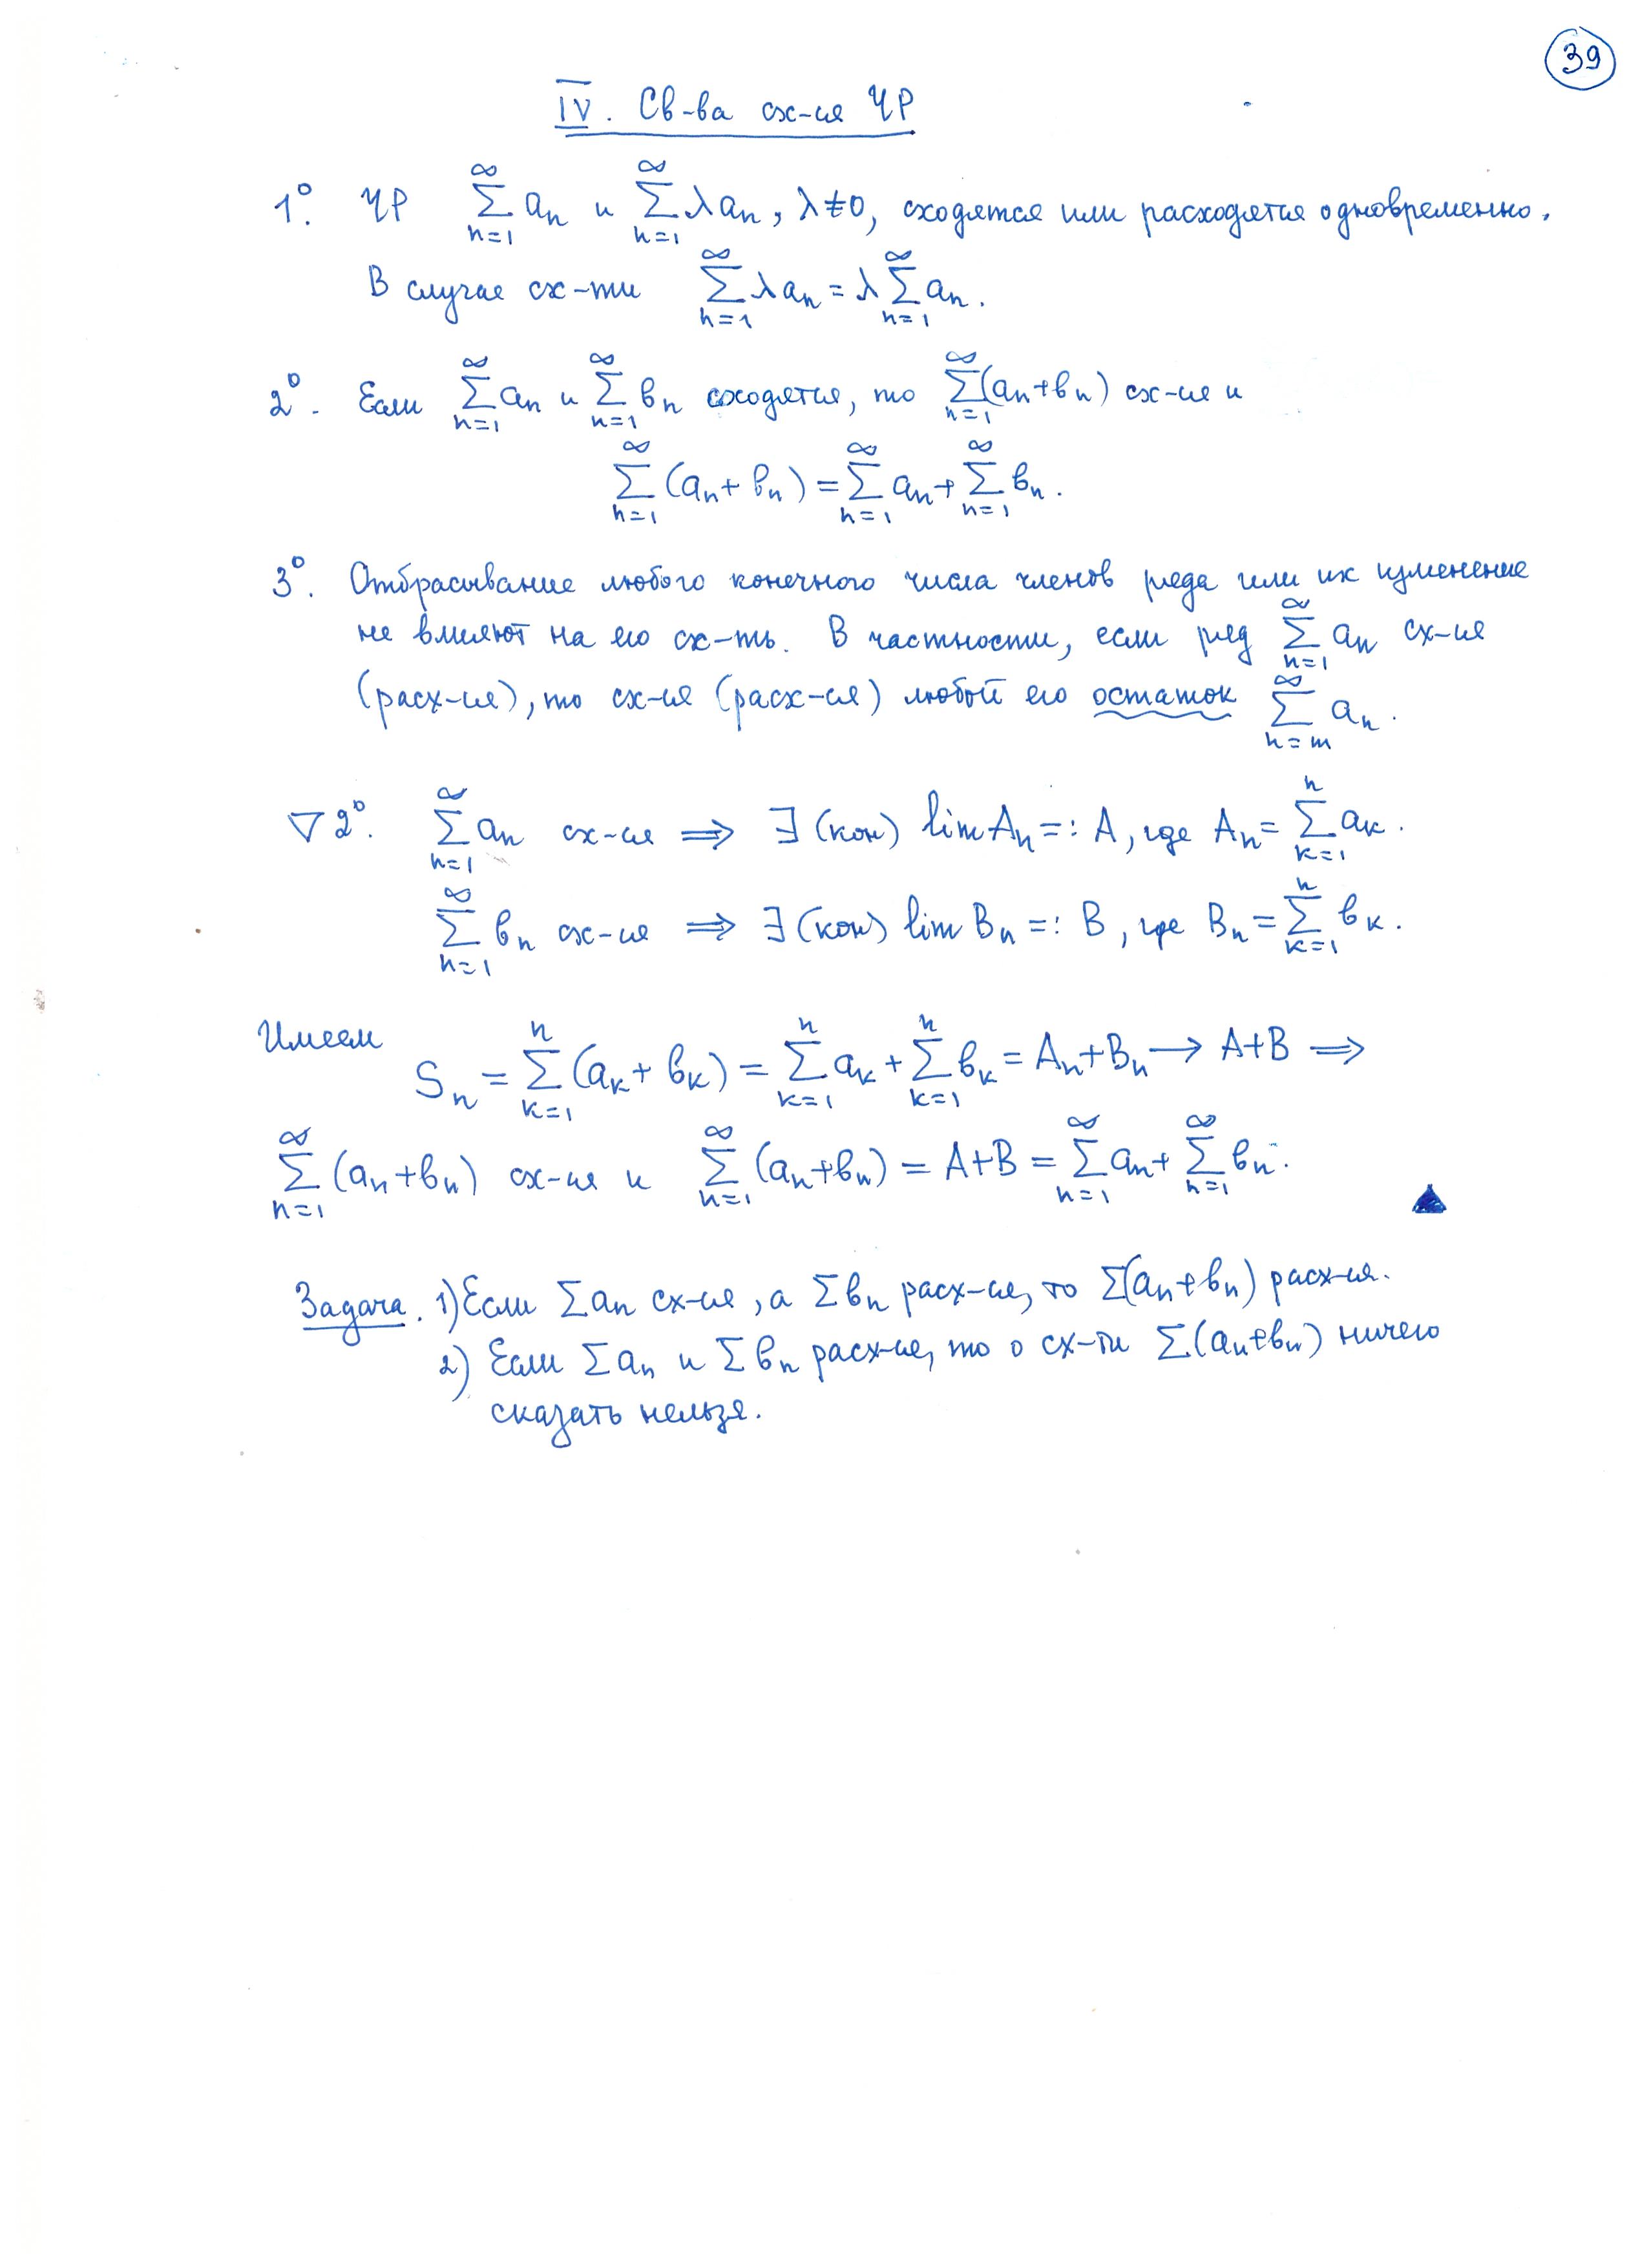 39
IV. Св-ва сх-ся ЧР
1°. ЧР $\sum_{n=1}^{\infty} a_n$ и $\sum_{n=1}^{\infty} \lambda a_n$, $\lambda \neq 0$, сходятся или расходятся одновременно.
В случае сх-ти $\sum_{n=1}^{\infty} \lambda a_n = \lambda \sum_{n=1}^{\infty} a_n$.
2°. Если $\sum_{n=1}^{\infty} a_n$ и $\sum_{n=1}^{\infty} b_n$ сходятся, то $\sum_{n=1}^{\infty} (a_n + b_n)$ сх-ся и
$\sum_{n=1}^{\infty} (a_n + b_n) = \sum_{n=1}^{\infty} a_n + \sum_{n=1}^{\infty} b_n$.
3°. Отбрасывание любого конечного числа членов ряда или их изменение
не влияют на его сх-ть. В частности, если ряд $\sum_{n=1}^{\infty} a_n$ сх-ся
(расх-ся), то сх-ся (расх-ся) любой его остаток $\sum_{n=m}^{\infty} a_n$.
▽ 2°. $\sum_{n=1}^{\infty} a_n$ сх-ся ⟹ ∃ (кон) $\lim A_n =: A$, где $A_n = \sum_{k=1}^{n} a_k$.
$\sum_{n=1}^{\infty} b_n$ сх-ся ⟹ ∃ (кон) $\lim B_n =: B$, где $B_n = \sum_{k=1}^{n} b_k$.
Имеем
$S_n = \sum_{k=1}^{n} (a_k + b_k) = \sum_{k=1}^{n} a_k + \sum_{k=1}^{n} b_k = A_n + B_n \to A + B$ ⟹
$\sum_{n=1}^{\infty} (a_n + b_n)$ сх-ся и $\sum_{n=1}^{\infty} (a_n + b_n) = A + B = \sum_{n=1}^{\infty} a_n + \sum_{n=1}^{\infty} b_n$. ▲
Задача. 1) Если $\sum a_n$ сх-ся, а $\sum b_n$ расх-ся, то $\sum (a_n + b_n)$ расх-ся.
2) Если $\sum a_n$ и $\sum b_n$ расх-ся, то о сх-ти $\sum (a_n + b_n)$ ничего
сказать нельзя.